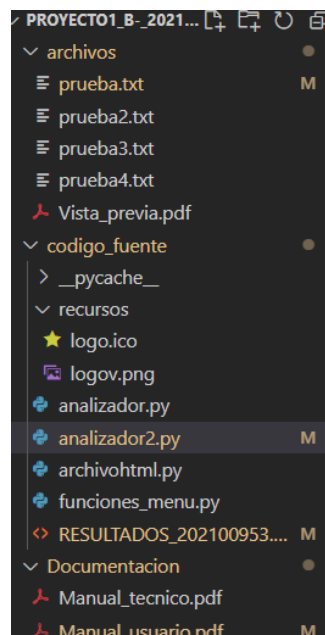 PROYECTO1_B-_2021...
archivos
prueba.txt M
prueba2.txt
prueba3.txt
prueba4.txt
Vista_previa.pdf
codigo_fuente
__pycache__
recursos
logo.ico
logov.png
analizador.py
analizador2.py M
archivohtml.py
funciones_menu.py
RESULTADOS_202100953.... M
Documentacion
Manual_tecnico.pdf
Manual_usuario.pdf M